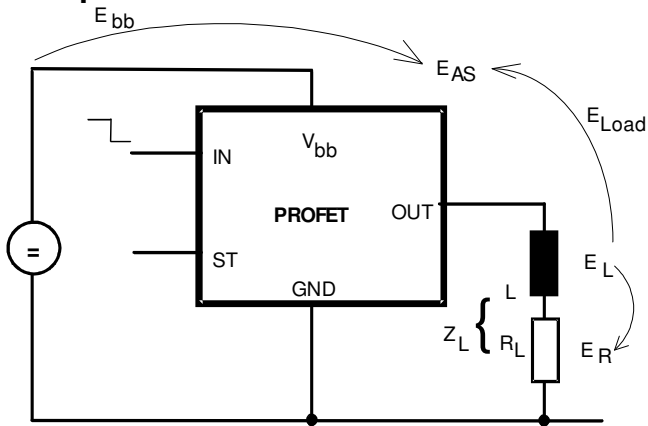 E bb
E AS
E Load
V bb
IN
PROFET
OUT
=
ST
E L
GND
L
Z L {
R L
E R